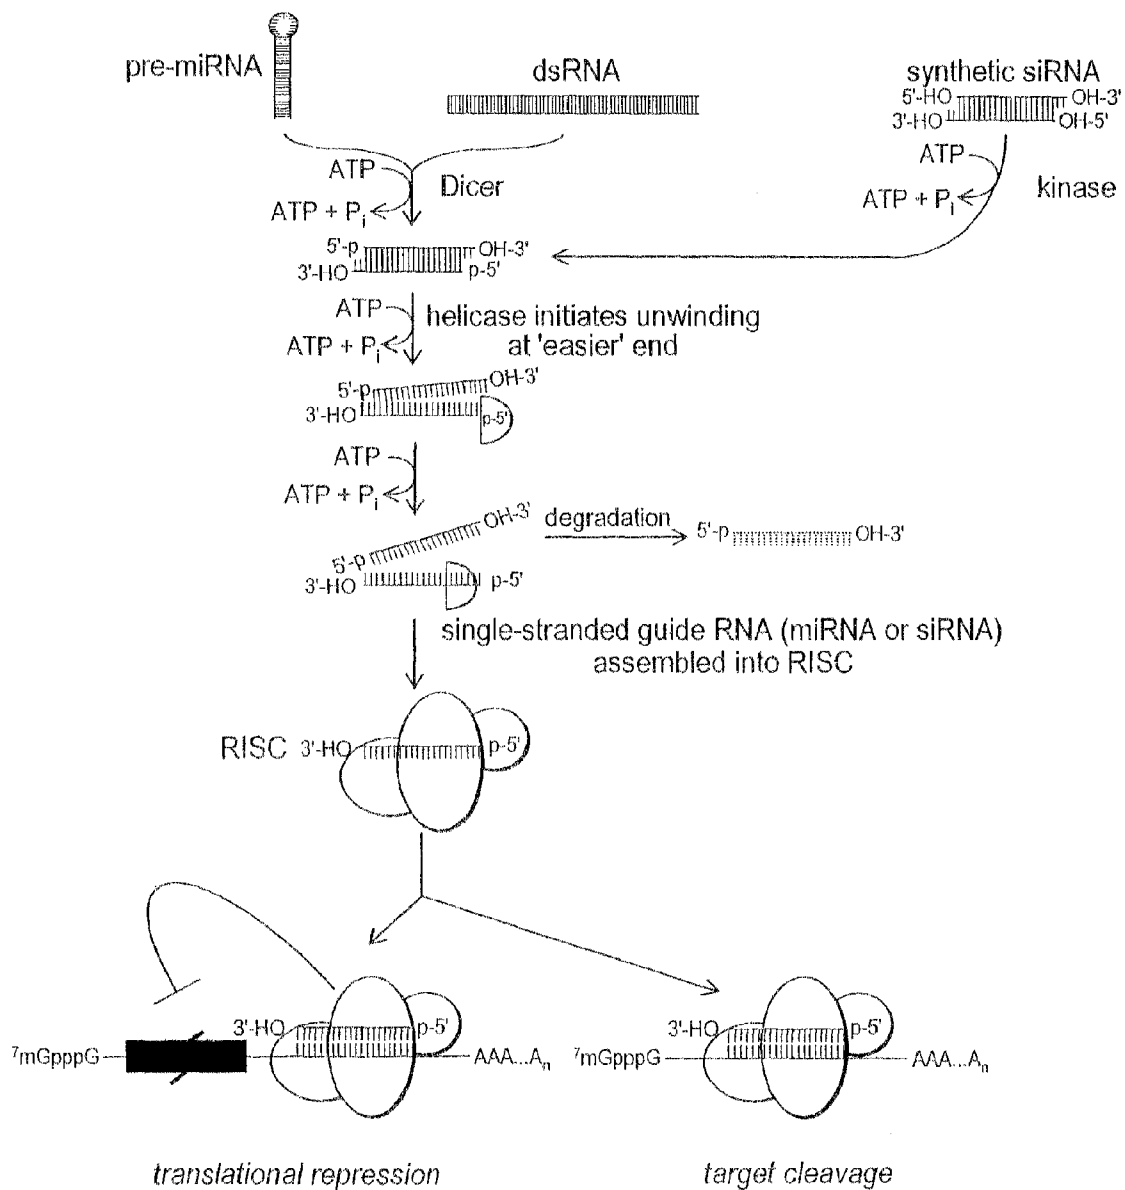 pre-miRNA
dsRNA
synthetic siRNA
5'-HO OH-3'
3'-HO OH-5'
ATP
Dicer
ATP + Pi
ATP
kinase
ATP + Pi
5'-p OH-3'
3'-HO p-5'
ATP
helicase initiates unwinding
at 'easier' end
ATP + Pi
5'-p OH-3'
3'-HO p-5'
ATP
ATP + Pi
5'-p OH-3'
3'-HO p-5'
degradation
5'-p OH-3'
single-stranded guide RNA (miRNA or siRNA)
assembled into RISC
RISC 3'-HO p-5'
3'-HO p-5'
7mGpppG AAA...An
3'-HO p-5'
7mGpppG AAA...An
translational repression
target cleavage